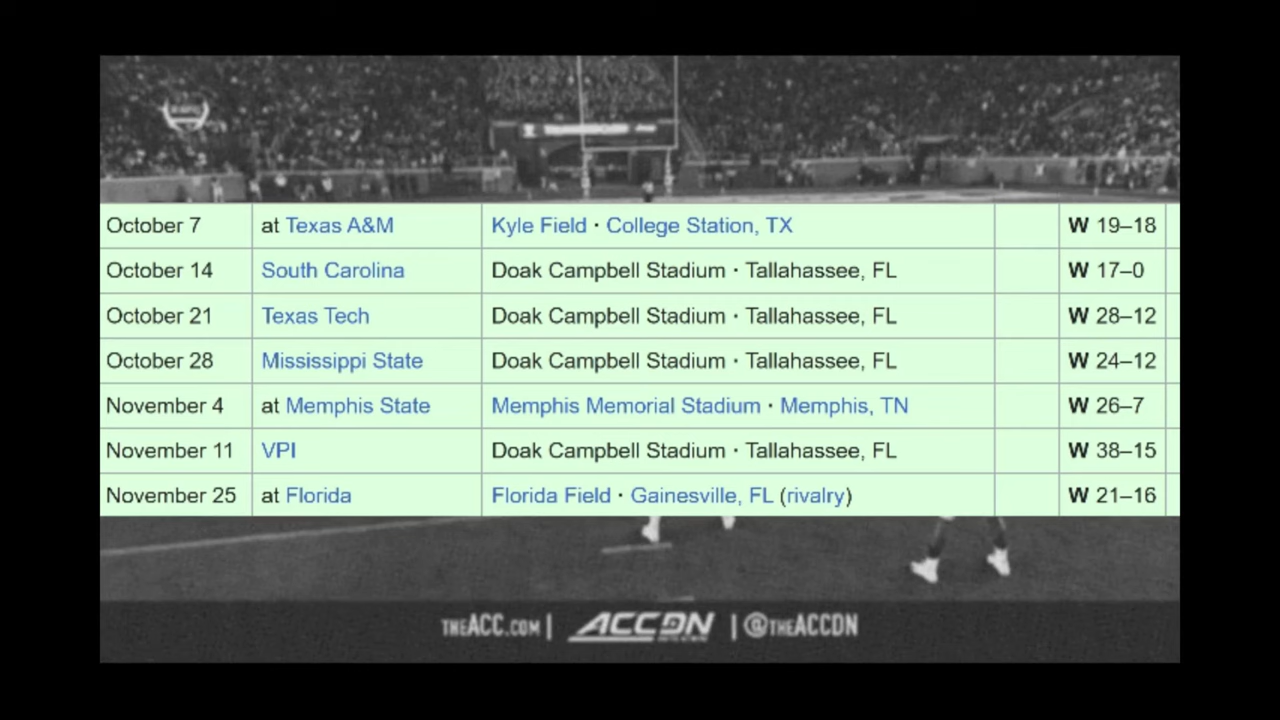 October 7 at Texas A&M Kyle Field · College Station, TX W 19–18
October 14 South Carolina Doak Campbell Stadium · Tallahassee, FL W 17–0
October 21 Texas Tech Doak Campbell Stadium · Tallahassee, FL W 28–12
October 28 Mississippi State Doak Campbell Stadium · Tallahassee, FL W 24–12
November 4 at Memphis State Memphis Memorial Stadium · Memphis, TN W 26–7
November 11 VPI Doak Campbell Stadium · Tallahassee, FL W 38–15
November 25 at Florida Florida Field · Gainesville, FL (rivalry) W 21–16
THEACC.COM | ACCDN | @THEACCDN